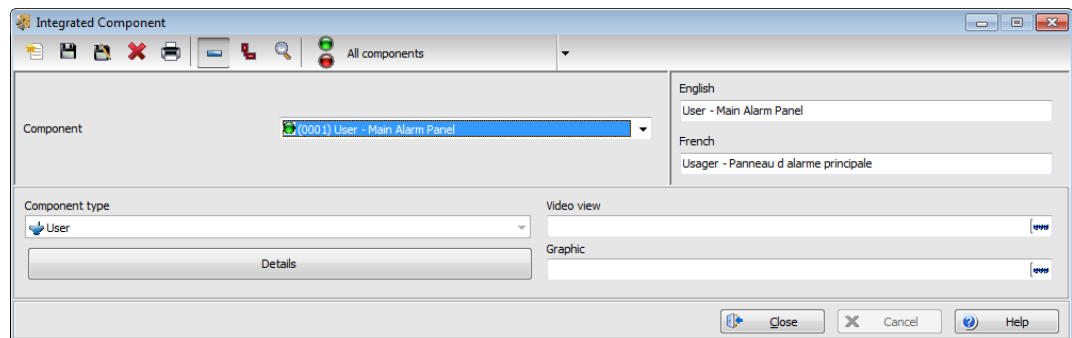 Integrated Component
All components
Component
(0001) User - Main Alarm Panel
English
User - Main Alarm Panel
French
Usager - Panneau d alarme principale
Component type
User
Details
Video view
Graphic
Close
Cancel
Help